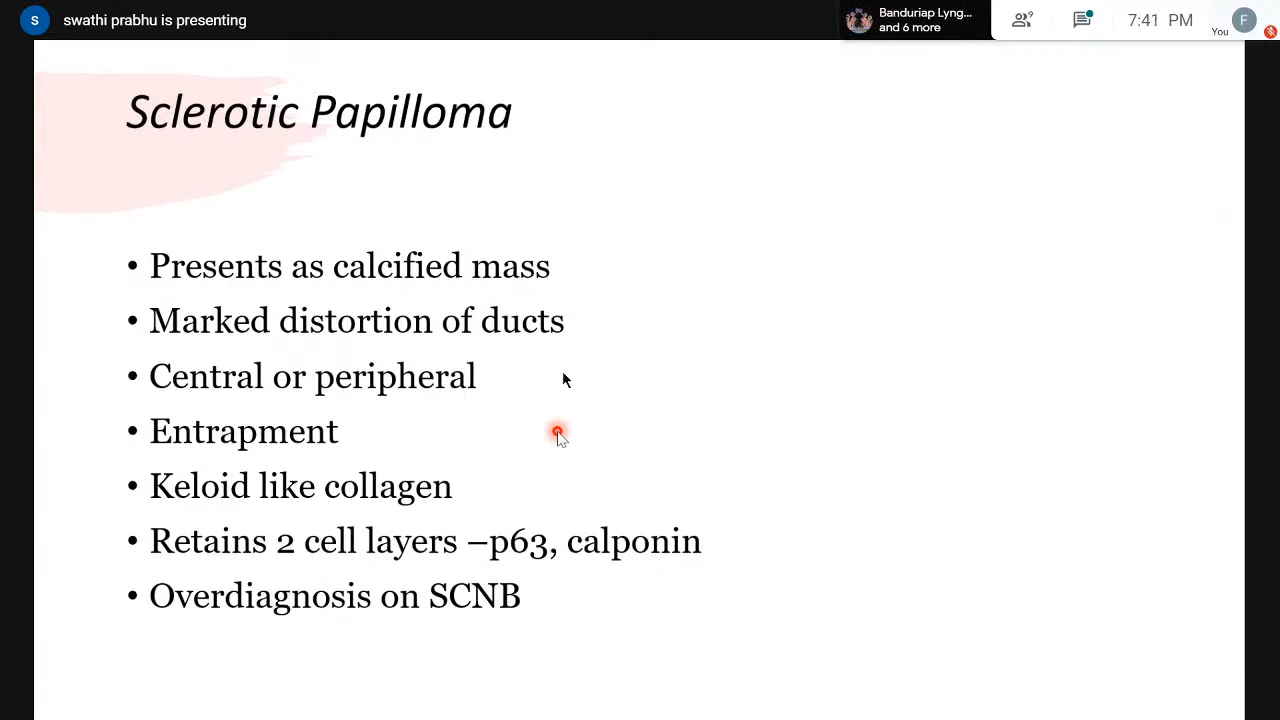 S swathi prabhu is presenting
Banduriap Lyng...
and 6 more
9
7:41 PM
You
F
Sclerotic Papilloma
• Presents as calcified mass
• Marked distortion of ducts
• Central or peripheral
• Entrapment
• Keloid like collagen
• Retains 2 cell layers –p63, calponin
• Overdiagnosis on SCNB